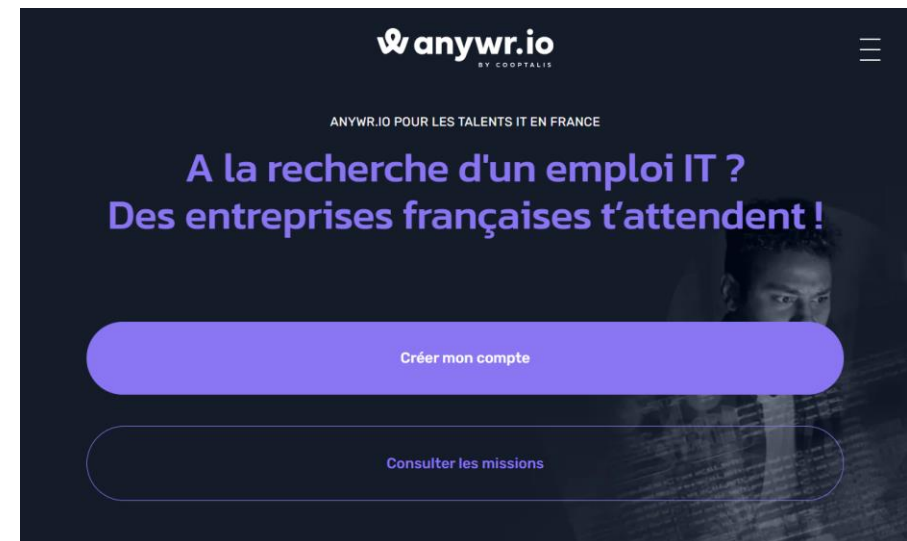 anywr.io
BY COOPTALIS
ANYWR.IO POUR LES TALENTS IT EN FRANCE
A la recherche d'un emploi IT ?
Des entreprises françaises t’attendent !
Créer mon compte
Consulter les missions